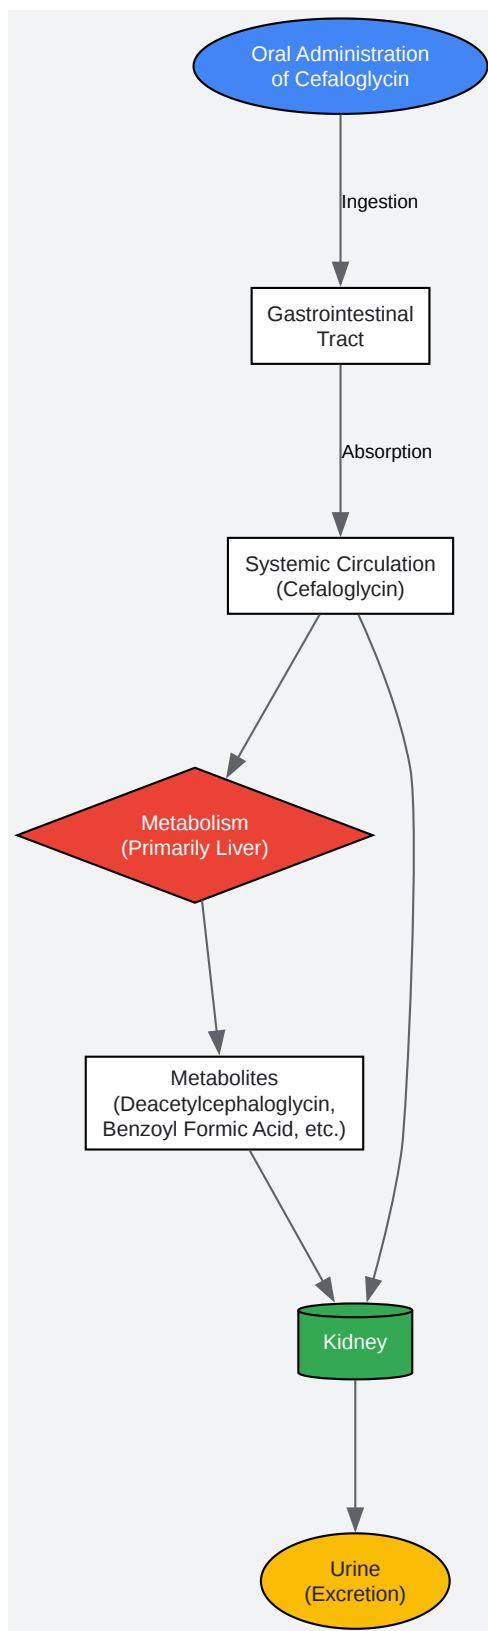 Oral Administration
of Cefaloglycin
Ingestion
Gastrointestinal
Tract
Absorption
Systemic Circulation
(Cefaloglycin)
Metabolism
(Primarily Liver)
Metabolites
(Deacetylcephaloglycin,
Benzoyl Formic Acid, etc.)
Kidney
Urine
(Excretion)